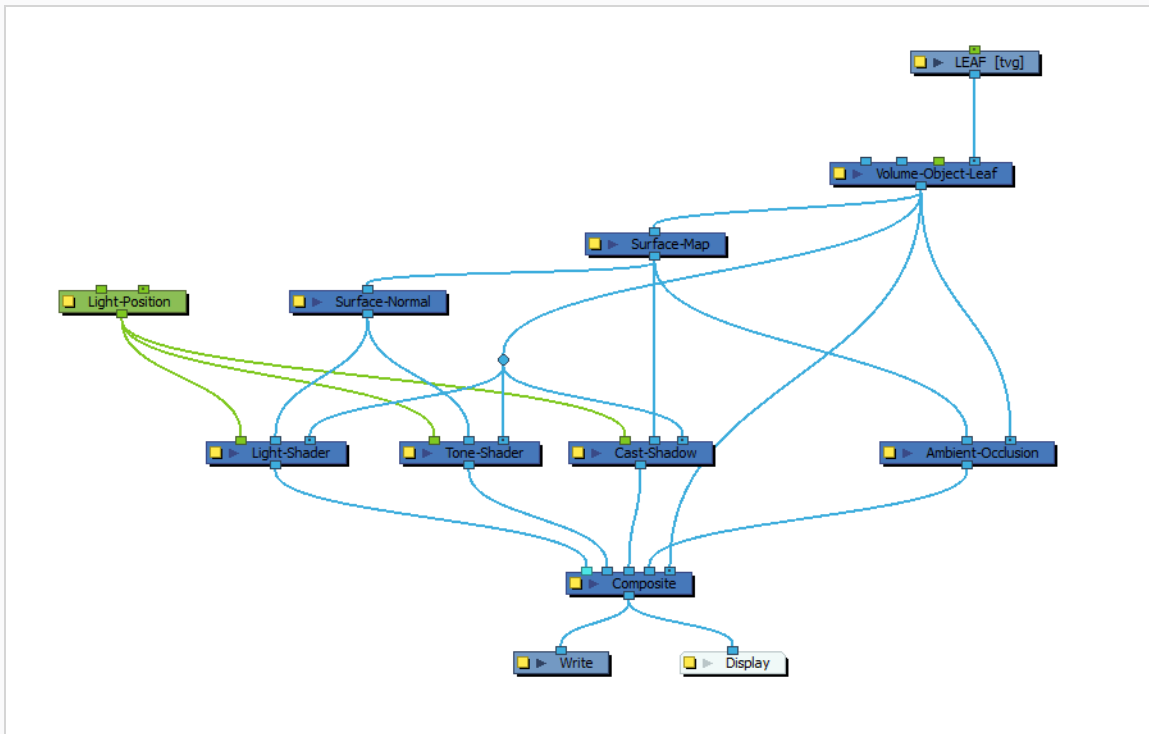 LEAF [tvg]
Volume-Object-Leaf
Surface-Map
Light-Position
Surface-Normal
Light-Shader
Tone-Shader
Cast-Shadow
Ambient-Occlusion
Composite
Write
Display